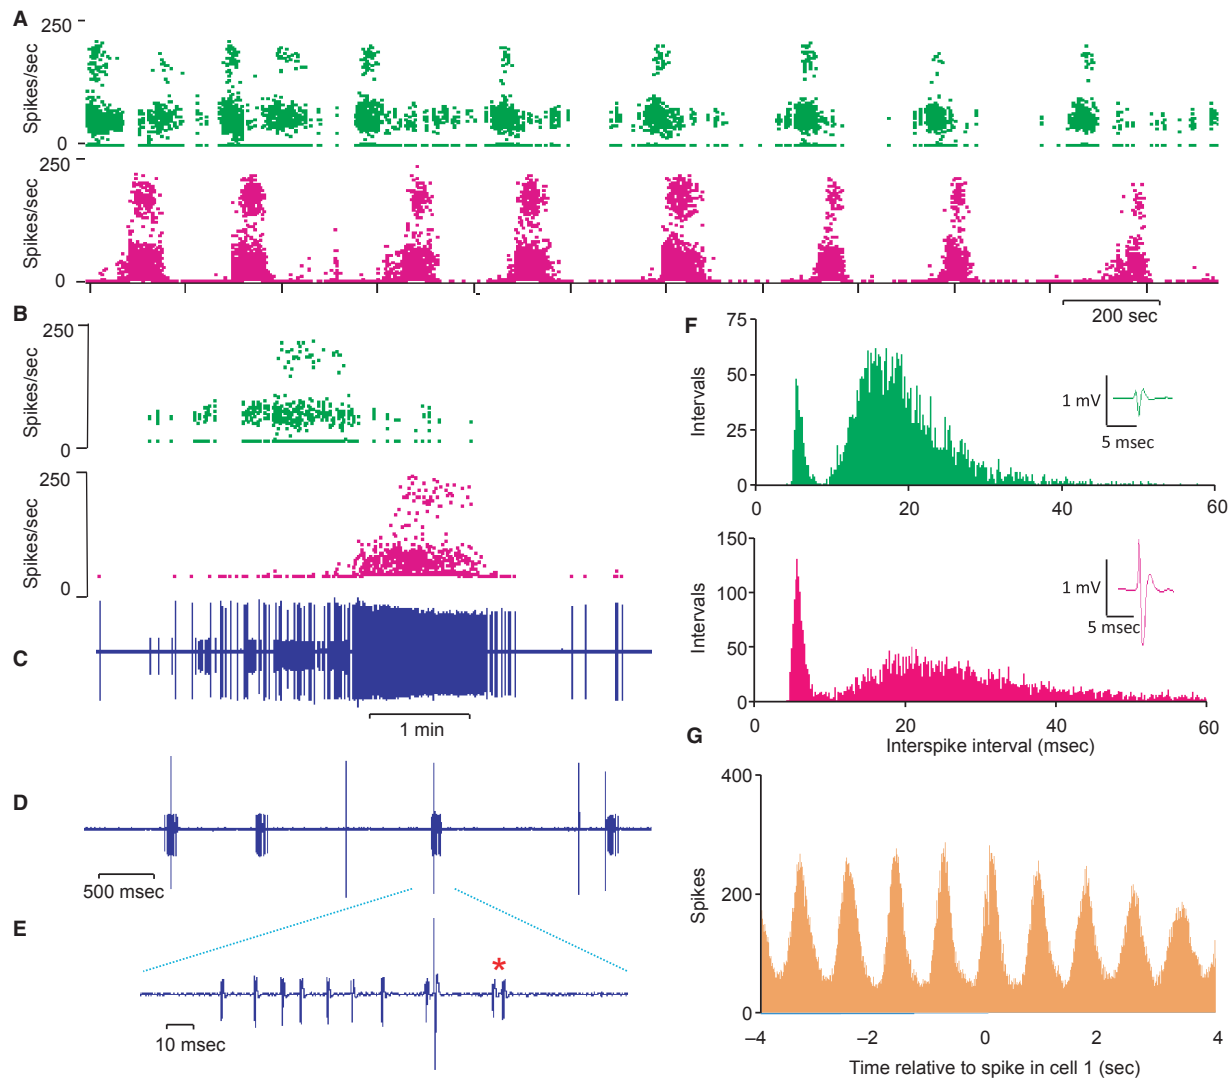 A
250
Spikes/sec
0
250
Spikes/sec
0
200 sec
B
250
Spikes/sec
0
250
Spikes/sec
0
C
1 min
D
500 msec
E
*
10 msec
F
75
50
25
0
Intervals
1 mV
5 msec
0 20 40 60
150
100
50
0
Intervals
1 mV
5 msec
0 20 40 60
Interspike interval (msec)
G
400
200
0
Spikes
–4 –2 0 2 4
Time relative to spike in cell 1 (sec)